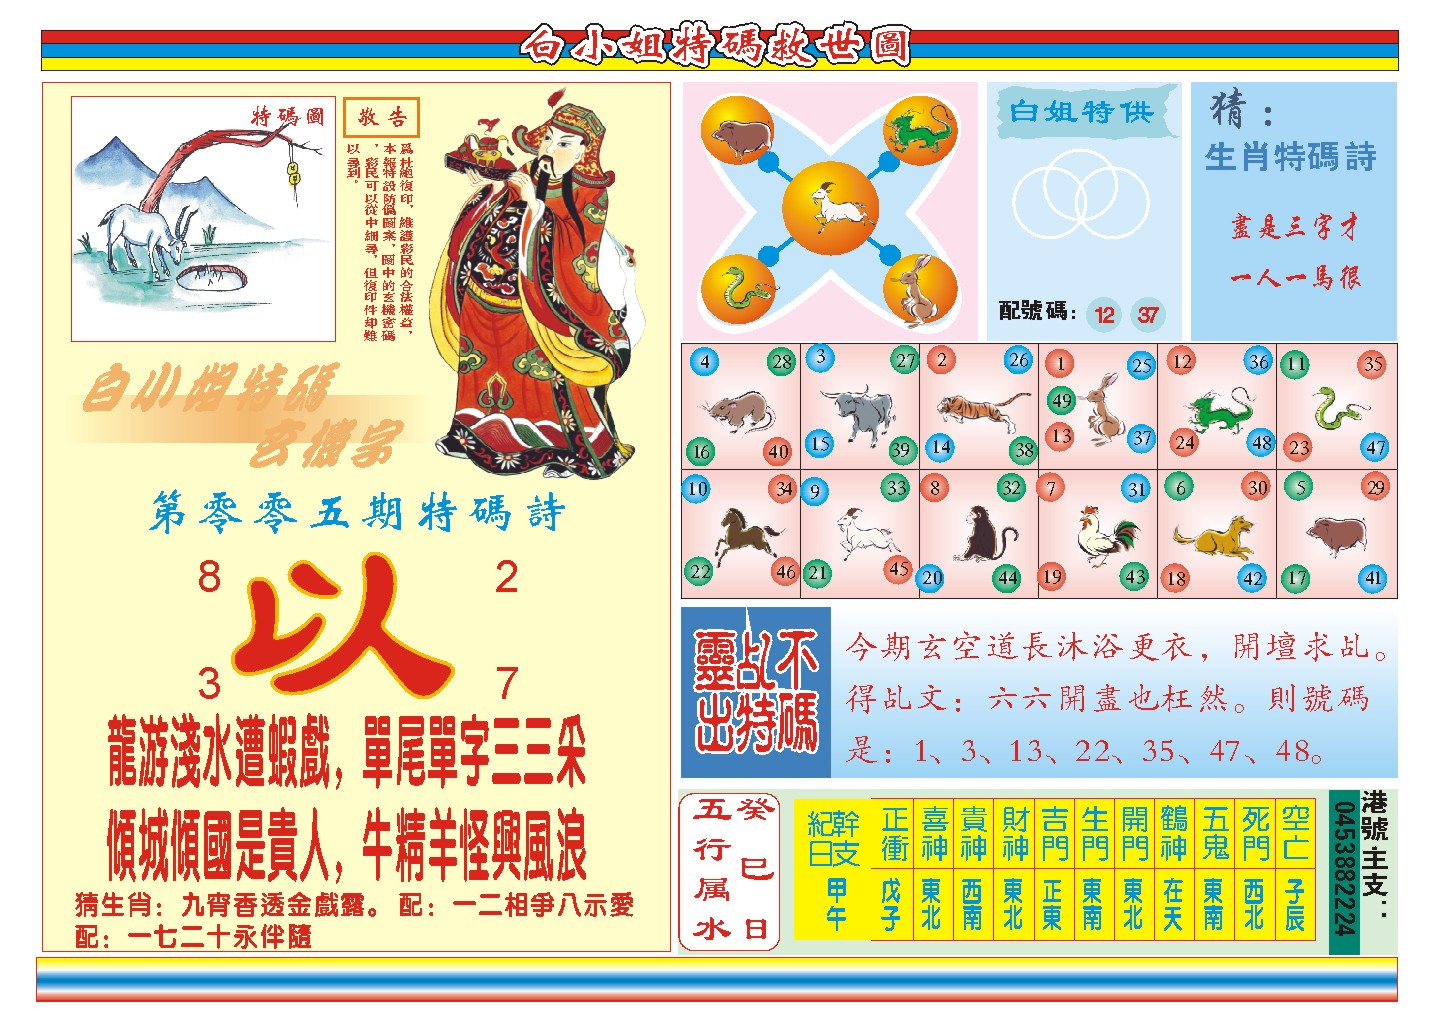 白小姐特碼救世圖
特碼圖
敬告
爲杜絕復印，維護彩民的合法權益，
本報特設防僞圖案，圖中的玄機密碼
，彩民可以從中細尋，但復印件却難
以尋到。
白小姐特碼
玄機字
第零零五期特碼詩
8 2
以
3 7
龍游淺水遭蝦戲，單尾單字三三采
傾城傾國是貴人，牛精羊怪興風浪
猜生肖：九宵香透金戲露。 配：一二相爭八示愛
配：一七二十永伴隨
白姐特供
配號碼：12 37
猜：
生肖特碼詩
盡是三字才
一人一馬很
4 28 3 27 2 26 1 25 12 36 11 35
49
16 40 15 39 14 38 13 37 24 48 23 47
10 34 9 33 8 32 7 31 6 30 5 29
22 46 21 45 20 44 19 43 18 42 17 41
不碼
乩特
靈出
今期玄空道長沐浴更衣，開壇求乩。
得乩文：六六開盡也枉然。則號碼
是：1、3、13、22、35、47、48。
癸巳日
五行属水
紀日 幹支 正衝 喜神 貴神 財神 吉門 生門 開門 鶴神 五鬼 死門 空亡
甲午 戊子 東北 西南 東北 正東 東南 東北 在天 東南 西北 子辰
港號主支：
0453882224